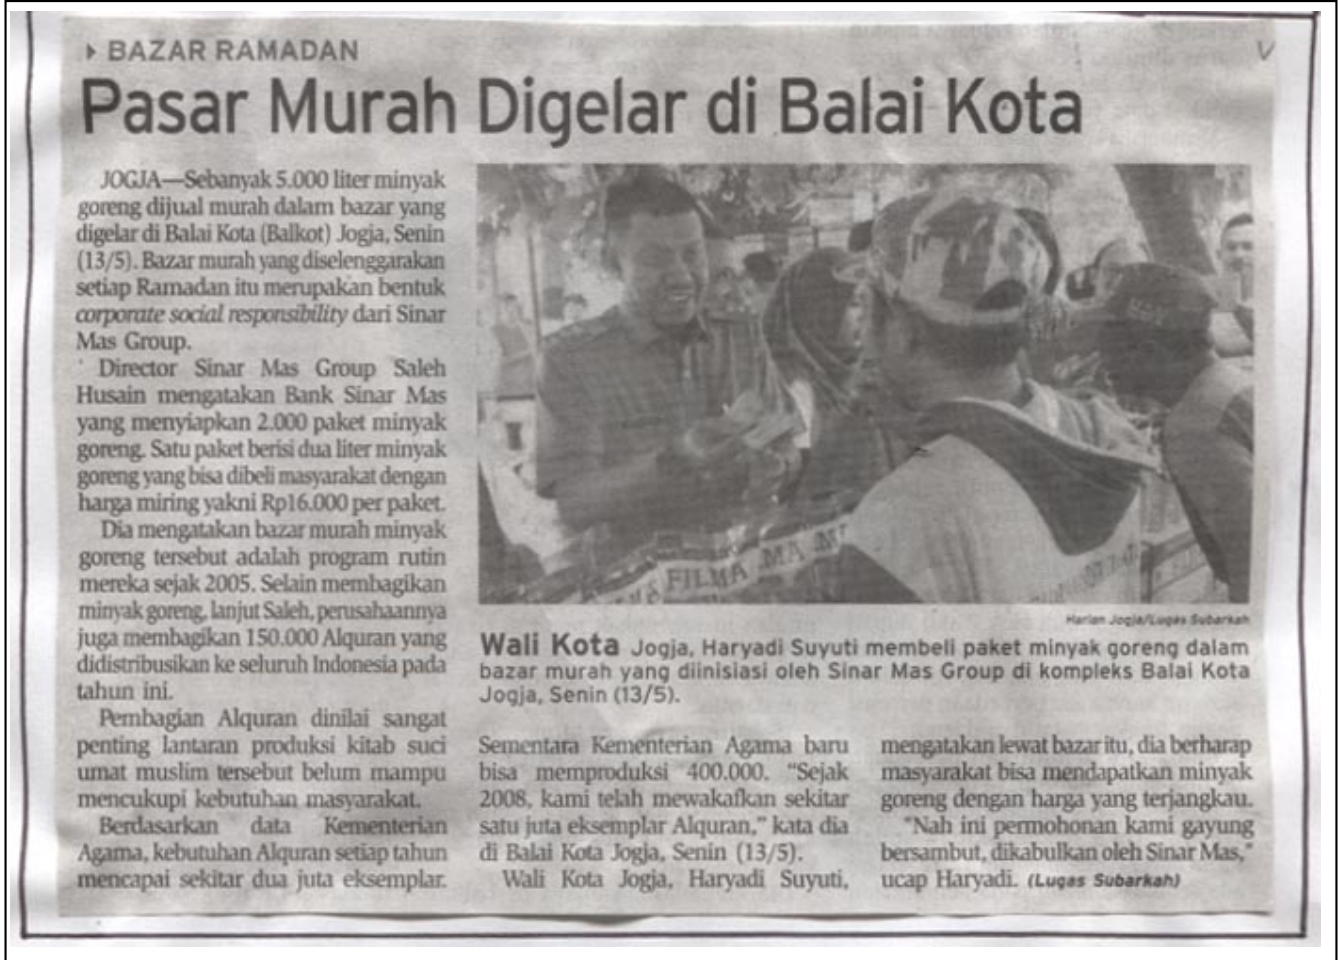 BAZAR RAMADAN
Pasar Murah Digelar di Balai Kota
JOGJA—Sebanyak 5.000 liter minyak
goreng dijual murah dalam bazar yang
digelar di Balai Kota (Balkot) Jogja, Senin
(13/5). Bazar murah yang diselenggarakan
setiap Ramadan itu merupakan bentuk
corporate social responsibility dari Sinar
Mas Group.
Director Sinar Mas Group Saleh
Husain mengatakan Bank Sinar Mas
yang menyiapkan 2.000 paket minyak
goreng. Satu paket berisi dua liter minyak
goreng yang bisa dibeli masyarakat dengan
harga miring yakni Rp16.000 per paket.
Dia mengatakan bazar murah minyak
goreng tersebut adalah program rutin
mereka sejak 2005. Selain membagikan
minyak goreng, lanjut Saleh, perusahaannya
juga membagikan 150.000 Alquran yang
didistribusikan ke seluruh Indonesia pada
tahun ini.
Pembagian Alquran dinilai sangat
penting lantaran produksi kitab suci
umat muslim tersebut belum mampu
mencukupi kebutuhan masyarakat.
Berdasarkan data Kementerian
Agama, kebutuhan Alquran setiap tahun
mencapai sekitar dua juta eksemplar.
FILMA
Harian Jogja/Lugas Subarkah
Wali Kota Jogja, Haryadi Suyuti membeli paket minyak goreng dalam
bazar murah yang diinisiasi oleh Sinar Mas Group di kompleks Balai Kota
Jogja, Senin (13/5).
Sementara Kementerian Agama baru
bisa memproduksi 400.000. "Sejak
2008, kami telah mewakafkan sekitar
satu juta eksemplar Alquran," kata dia
di Balai Kota Jogja, Senin (13/5).
Wali Kota Jogja, Haryadi Suyuti,
mengatakan lewat bazar itu, dia berharap
masyarakat bisa mendapatkan minyak
goreng dengan harga yang terjangkau.
"Nah ini permohonan kami gayung
bersambut, dikabulkan oleh Sinar Mas,"
ucap Haryadi. (Lugas Subarkah)